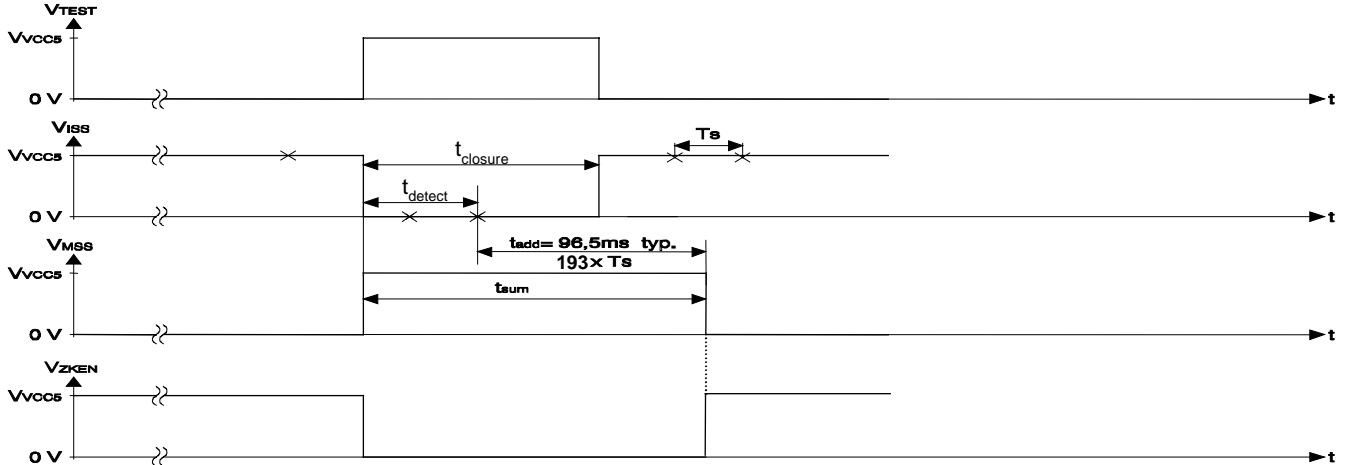 VTEST
VVCC5
0 V
t
VISS
VVCC5
Ts
tclosure
tdetect
0 V
t
VMSS
tadd= 96,5ms typ.
193x Ts
VVCC5
tsum
0 V
t
VZKEN
VVCC5
0 V
t